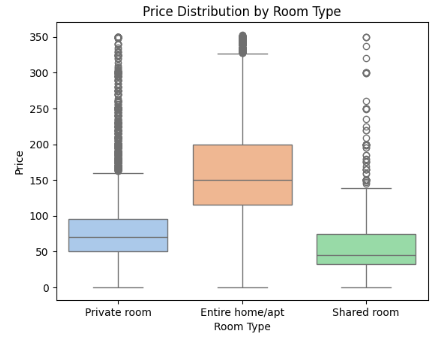 Price Distribution by Room Type
350
300
250
200
150
100
50
0
Price
Private room Entire home/apt Shared room
Room Type